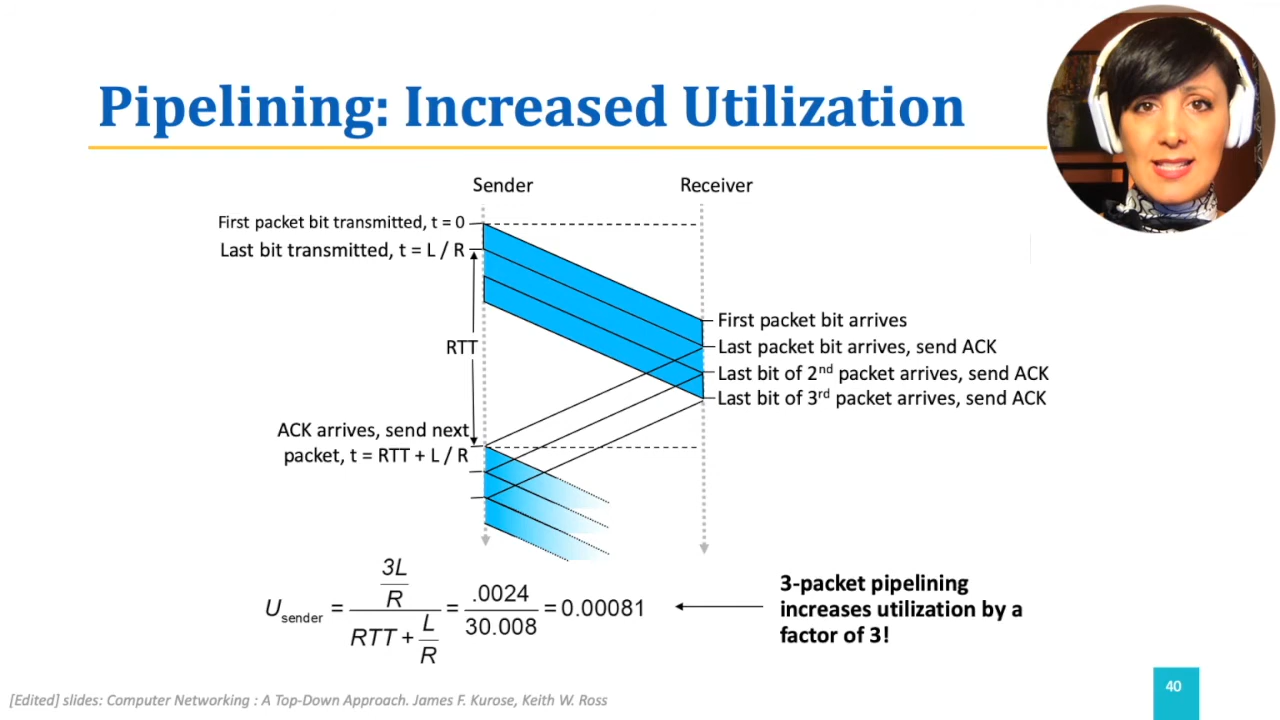 Pipelining: Increased Utilization
Sender
Receiver
First packet bit transmitted, t = 0
Last bit transmitted, t = L / R
First packet bit arrives
RTT
Last packet bit arrives, send ACK
Last bit of 2nd packet arrives, send ACK
Last bit of 3rd packet arrives, send ACK
ACK arrives, send next
packet, t = RTT + L / R
U sender = (3L / R) / (RTT + L / R) = .0024 / 30.008 = 0.00081
3-packet pipelining
increases utilization by a
factor of 3!
[Edited] slides: Computer Networking : A Top-Down Approach. James F. Kurose, Keith W. Ross
40